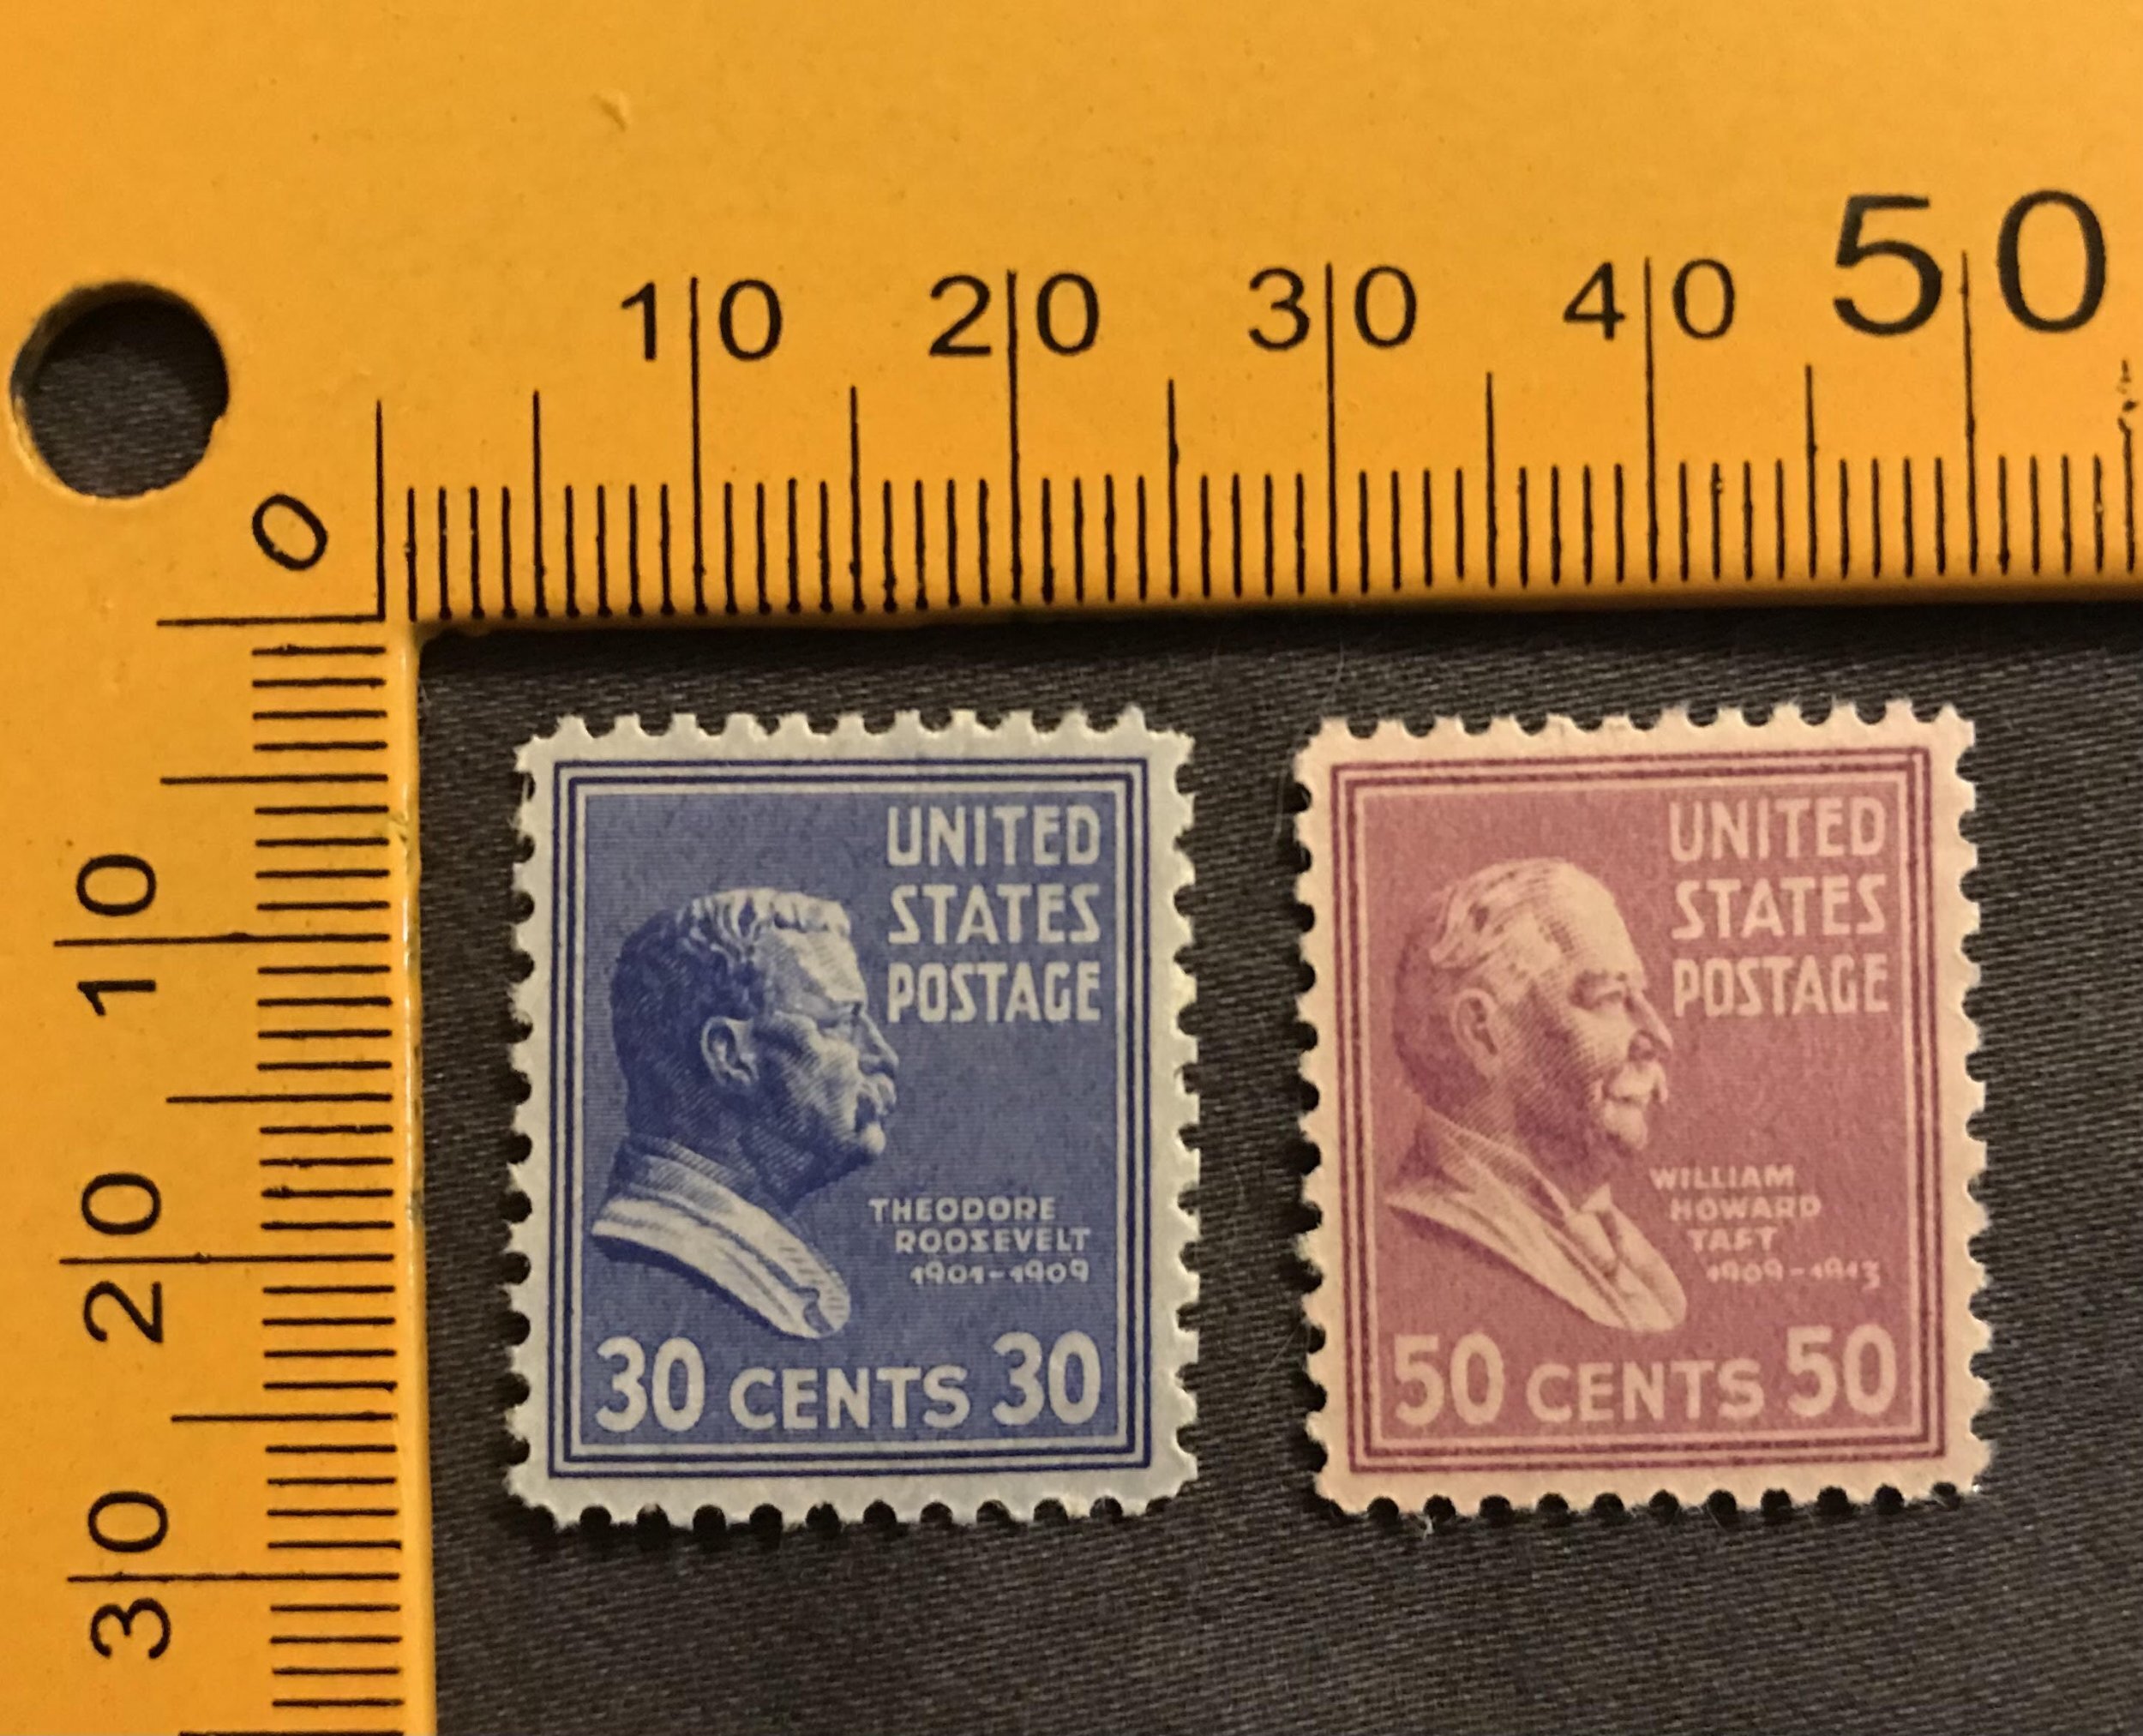 10 20 30 40 50
0
10
20
30
UNITED
STATES
POSTAGE
THEODORE
ROOSEVELT
1901-1909
30 CENTS 30
UNITED
STATES
POSTAGE
WILLIAM
HOWARD
TAFT
1909-1913
50 CENTS 50